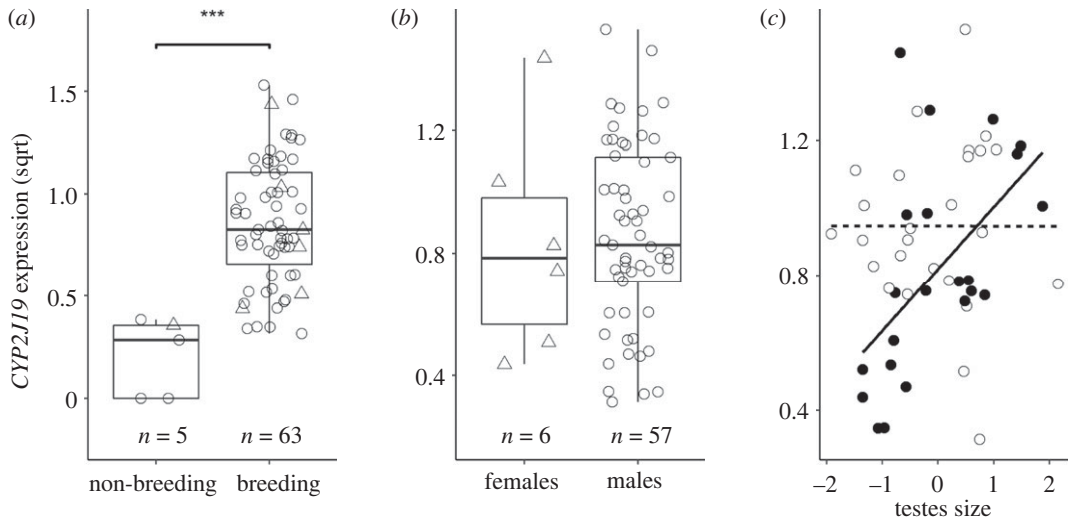 (a)
***
CYP2J19 expression (sqrt)
1.5
1.0
0.5
0
n = 5
n = 63
non-breeding
breeding
(b)
1.2
0.8
0.4
n = 6
n = 57
females
males
(c)
1.2
0.8
0.4
–2
–1
0
1
2
testes size